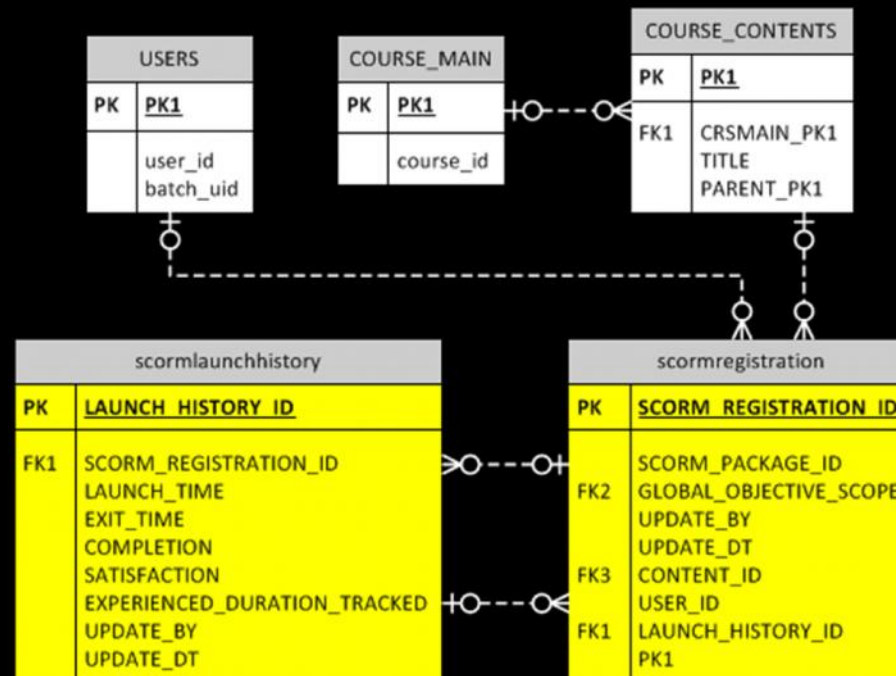 USERS
PK PK1
user_id
batch_uid
COURSE_MAIN
PK PK1
course_id
COURSE_CONTENTS
PK PK1
FK1 CRSMAIN_PK1
TITLE
PARENT_PK1
scormlaunchhistory
PK LAUNCH_HISTORY_ID
FK1 SCORM_REGISTRATION_ID
LAUNCH_TIME
EXIT_TIME
COMPLETION
SATISFACTION
EXPERIENCED_DURATION_TRACKED
UPDATE_BY
UPDATE_DT
scormregistration
PK SCORM_REGISTRATION_ID
SCORM_PACKAGE_ID
FK2 GLOBAL_OBJECTIVE_SCOPE
UPDATE_BY
UPDATE_DT
FK3 CONTENT_ID
USER_ID
FK1 LAUNCH_HISTORY_ID
PK1